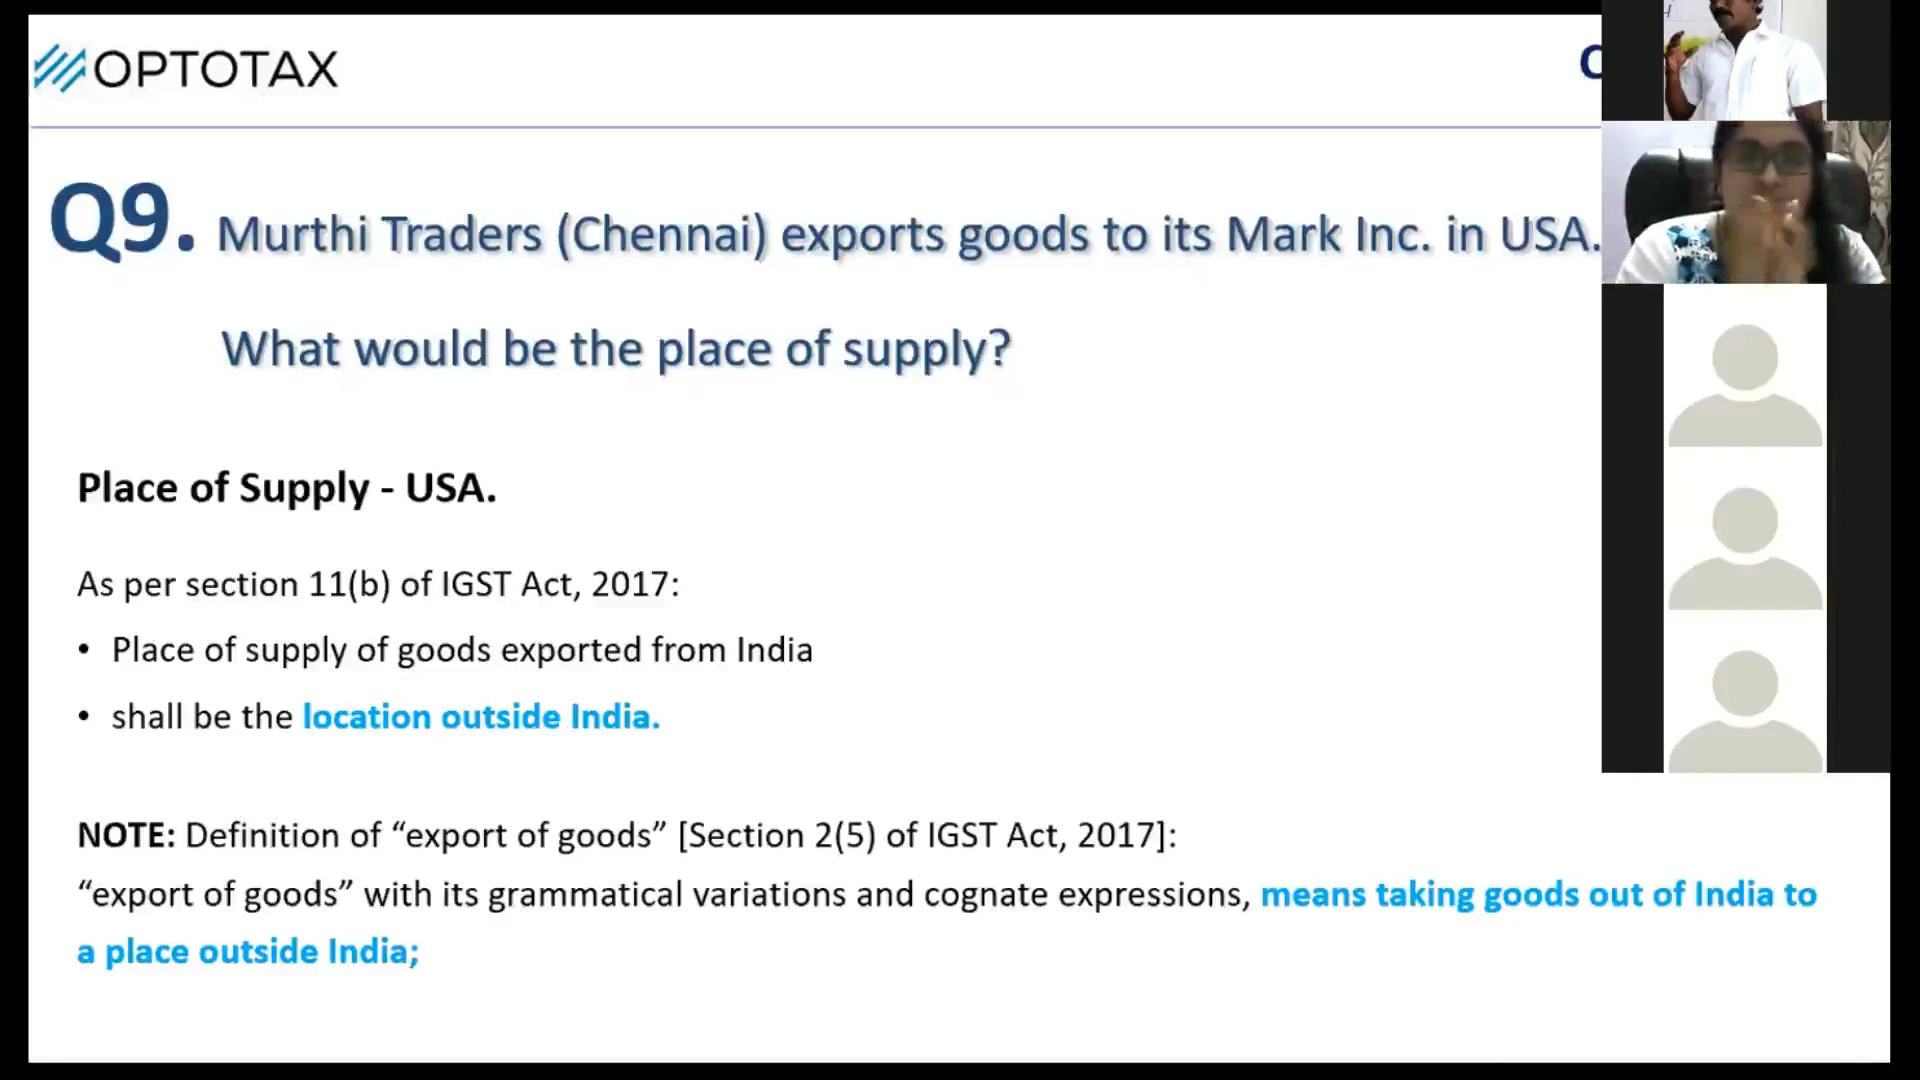 OPTOTAX
Q9. Murthi Traders (Chennai) exports goods to its Mark Inc. in USA.
What would be the place of supply?
Place of Supply - USA.
As per section 11(b) of IGST Act, 2017:
• Place of supply of goods exported from India
• shall be the location outside India.
NOTE: Definition of “export of goods” [Section 2(5) of IGST Act, 2017]:
“export of goods” with its grammatical variations and cognate expressions, means taking goods out of India to
a place outside India;